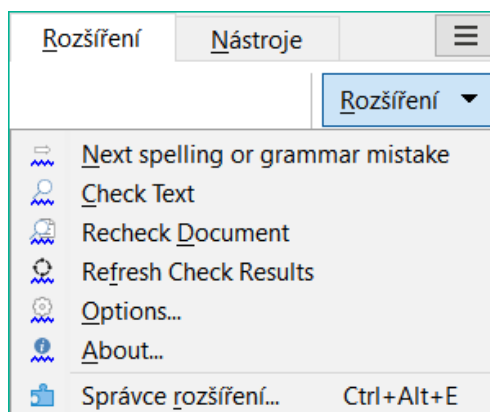 Rozšíření Nástroje
Rozšíření
Next spelling or grammar mistake
Check Text
Recheck Document
Refresh Check Results
Options...
About...
Správce rozšíření... Ctrl+Alt+E